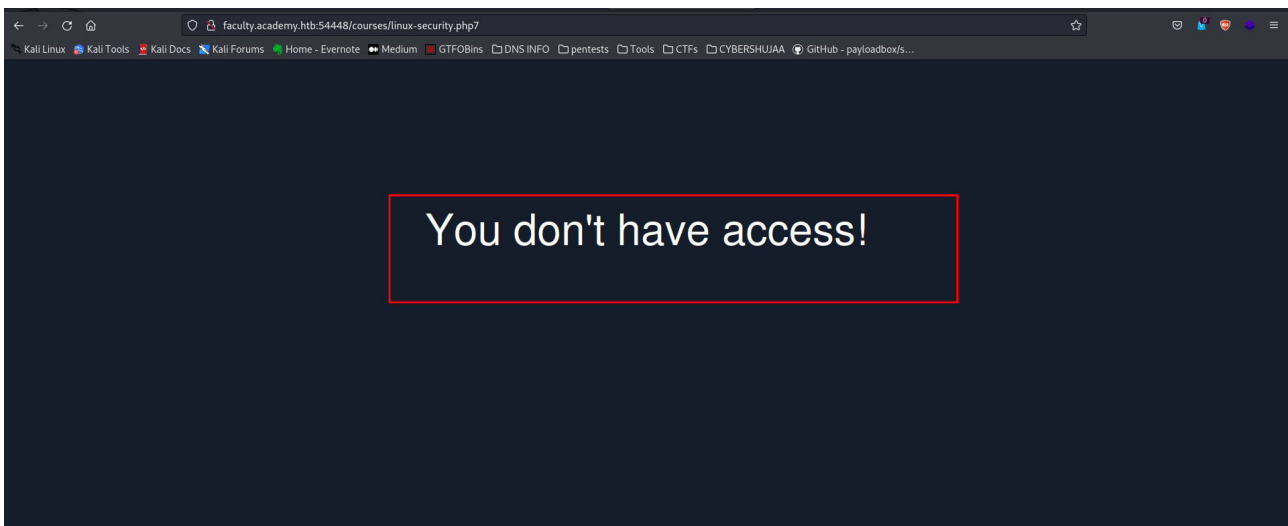 faculty.academy.htb:54448/courses/linux-security.php7
Kali Linux Kali Tools Kali Docs Kali Forums Home - Evernote Medium GTFOBins DNS INFO pentests Tools CTFs CYBERSHUJAA GitHub - payloadbox/s...
You don't have access!